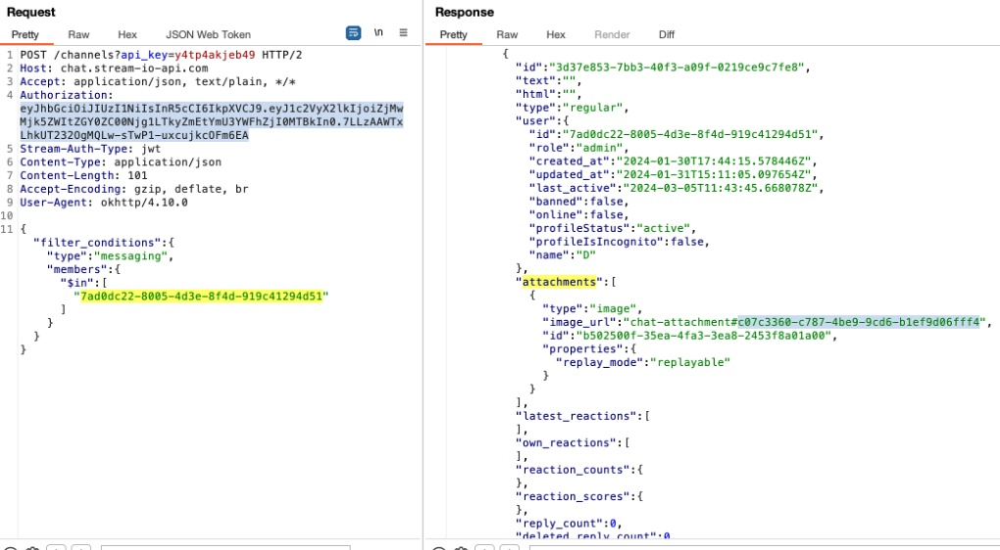 Request
Pretty Raw Hex JSON Web Token \n
1 POST /channels?api_key=y4tp4akjeb49 HTTP/2
2 Host: chat.stream-io-api.com
3 Accept: application/json, text/plain, */*
4 Authorization:
eyJhbGciOiJIUzI1NiIsInR5cCI6IkpXVCJ9.eyJ1c2VyX2lkIjoiZjMw
Mjk5ZWItZGY0ZC00Njg1LTkyZmEtYmU3YWFhZjI0MTBkIn0.7LLzAAWTx
LhkUT232OgMQLw-sTwP1-uxcujkcOFm6EA
5 Stream-Auth-Type: jwt
6 Content-Type: application/json
7 Content-Length: 101
8 Accept-Encoding: gzip, deflate, br
9 User-Agent: okhttp/4.10.0
10
11 {
"filter_conditions":{
"type":"messaging",
"members":{
"$in":[
"7ad0dc22-8005-4d3e-8f4d-919c41294d51"
]
}
}
}
Response
Pretty Raw Hex Render Diff
{
"id":"3d37e853-7bb3-40f3-a09f-0219ce9c7fe8",
"text":"",
"html":"",
"type":"regular",
"user":{
"id":"7ad0dc22-8005-4d3e-8f4d-919c41294d51",
"role":"admin",
"created_at":"2024-01-30T17:44:15.578446Z",
"updated_at":"2024-01-31T15:11:05.097654Z",
"last_active":"2024-03-05T11:43:45.668078Z",
"banned":false,
"online":false,
"profileStatus":"active",
"profileIsIncognito":false,
"name":"D"
},
"attachments":[
{
"type":"image",
"image_url":"chat-attachment#c07c3360-c787-4be9-9cd6-b1ef9d06fff4",
"id":"b502500f-35ea-4fa3-3ea8-2453f8a01a00",
"properties":{
"replay_mode":"replayable"
}
}
],
"latest_reactions":[
],
"own_reactions":[
],
"reaction_counts":{
},
"reaction_scores":{
},
"reply_count":0,
"deleted_reply_count":0